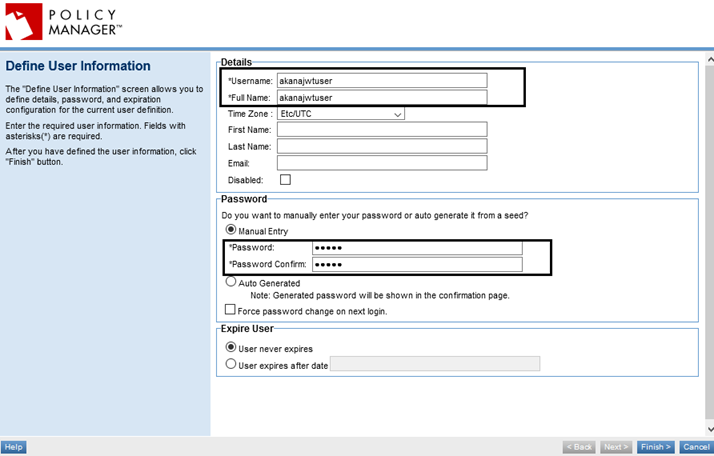 POLICY
MANAGER™
Define User Information
The "Define User Information" screen allows you to
define details, password, and expiration
configuration for the current user definition.
Enter the required user information. Fields with
asterisks(*) are required.
After you have defined the user information, click
"Finish" button.
Details
*Username: akanajwtuser
*Full Name: akanajwtuser
Time Zone : Etc/UTC
First Name:
Last Name:
Email:
Disabled:
Password
Do you want to manually enter your password or auto generate it from a seed?
Manual Entry
*Password: •••••
*Password Confirm: •••••
Auto Generated
Note: Generated password will be shown in the confirmation page.
Force password change on next login.
Expire User
User never expires
User expires after date
Help < Back Next > Finish > Cancel